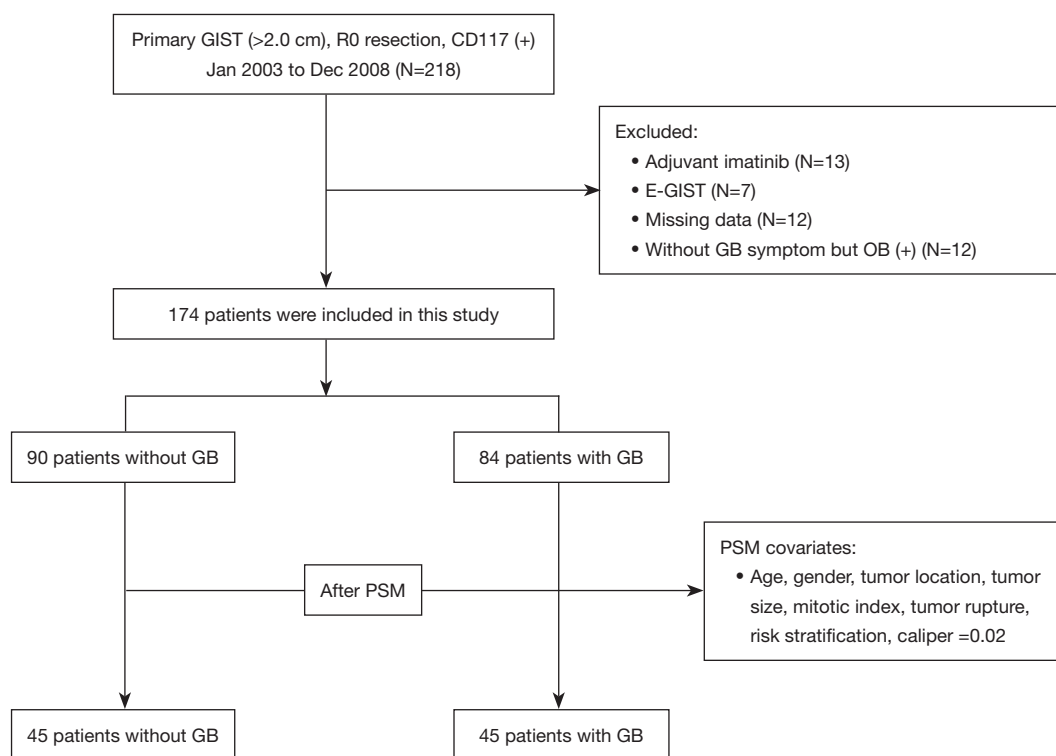 Primary GIST (>2.0 cm), R0 resection, CD117 (+)
Jan 2003 to Dec 2008 (N=218)
Excluded:
• Adjuvant imatinib (N=13)
• E-GIST (N=7)
• Missing data (N=12)
• Without GB symptom but OB (+) (N=12)
174 patients were included in this study
90 patients without GB
84 patients with GB
PSM covariates:
• Age, gender, tumor location, tumor
size, mitotic index, tumor rupture,
risk stratification, caliper =0.02
After PSM
45 patients without GB
45 patients with GB